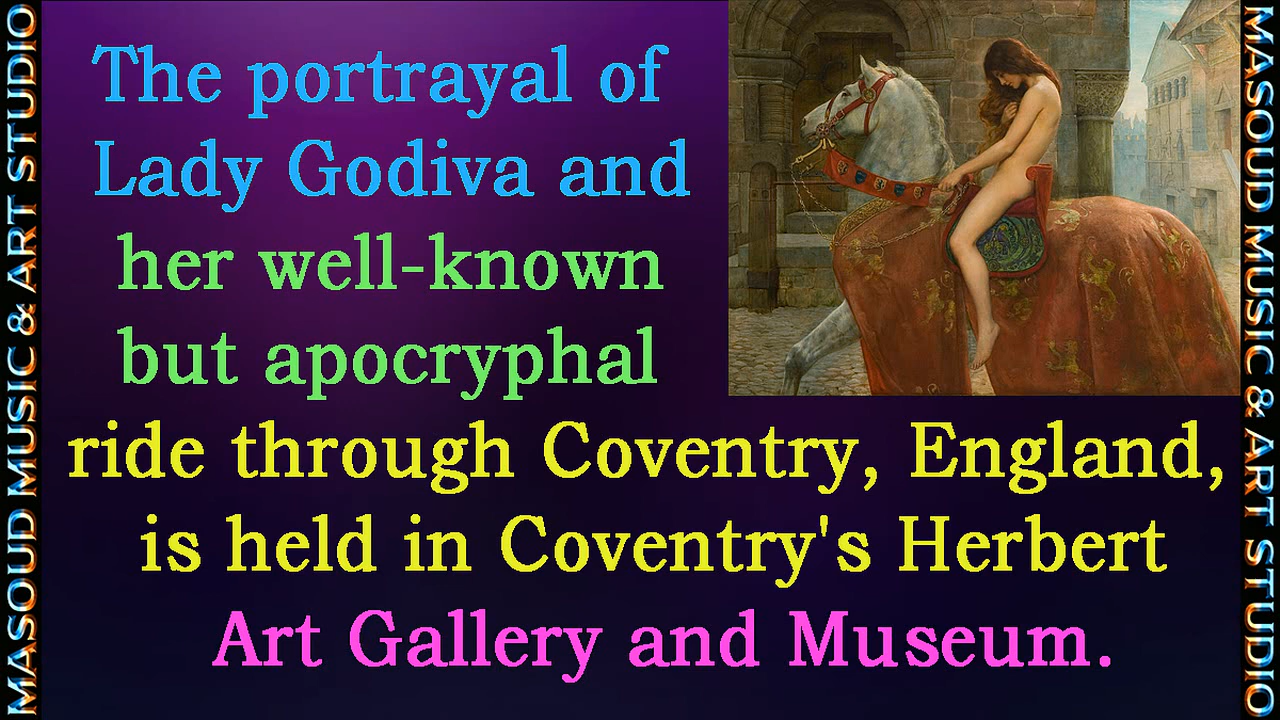 MASOUD MUSIC & ART STUDIO
The portrayal of
Lady Godiva and
her well-known
but apocryphal
ride through Coventry, England,
is held in Coventry's Herbert
Art Gallery and Museum.
MASOUD MUSIC & ART STUDIO